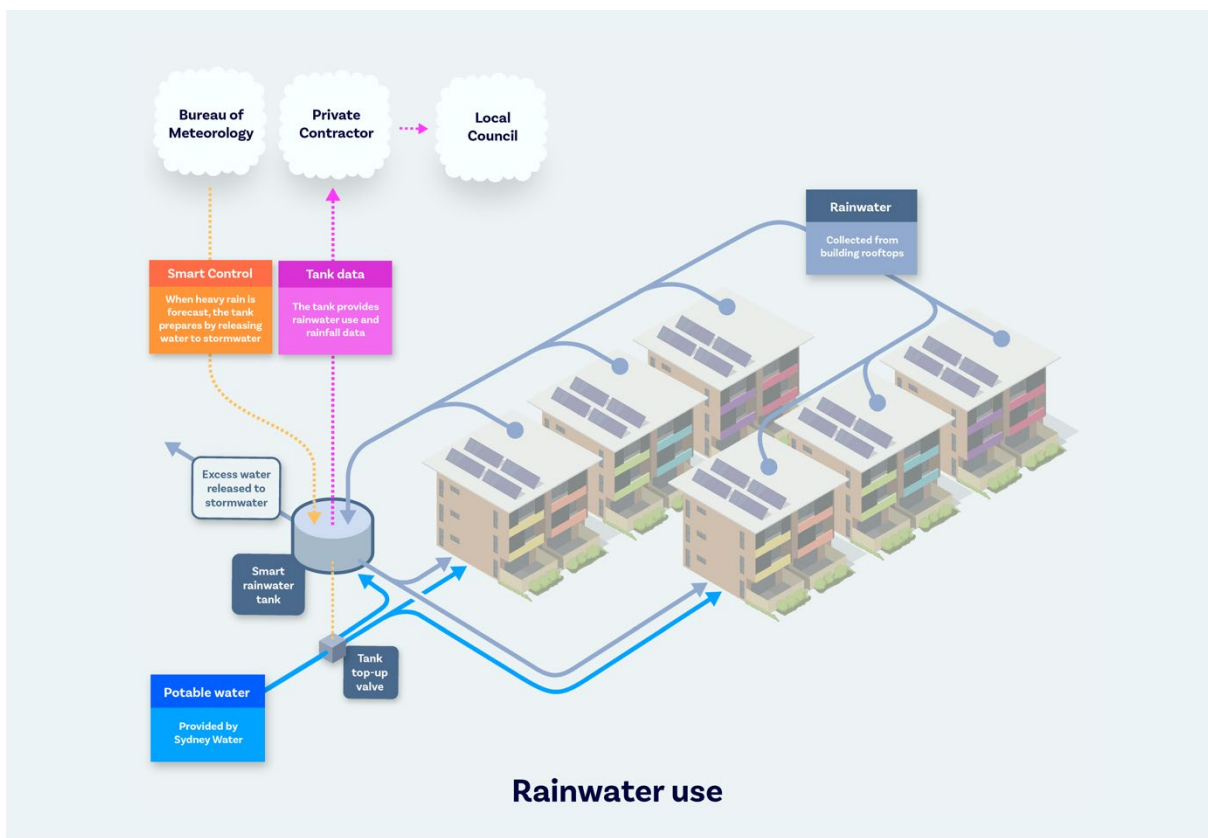 Bureau of
Meteorology
Private
Contractor
Local
Council
Rainwater
Collected from
building rooftops
Smart Control
When heavy rain is
forecast, the tank
prepares by releasing
water to stormwater
Tank data
The tank provides
rainwater use and
rainfall data
Excess water
released to
stormwater
Smart
rainwater
tank
Tank
top-up
valve
Potable water
Provided by
Sydney Water
Rainwater use